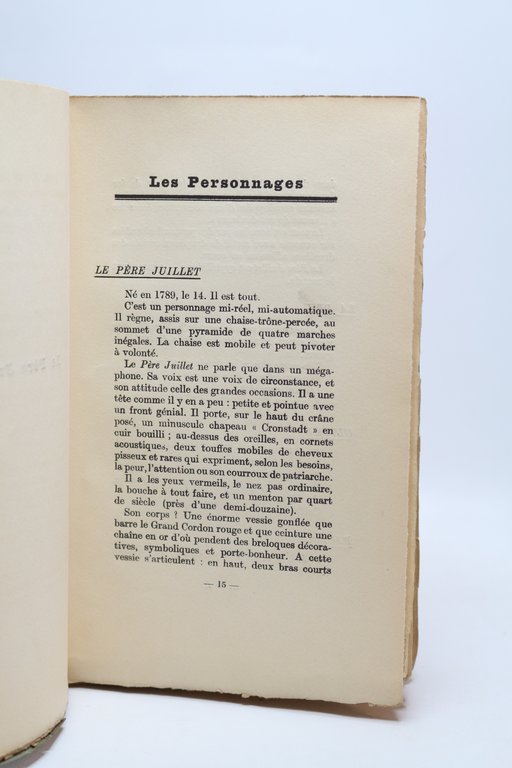 Les Personnages
LE PÈRE JUILLET
Né en 1789, le 14. Il est tout.
C'est un personnage mi-réel, mi-automatique.
Il règne, assis sur une chaise-trône-percée, au
sommet d'une pyramide de quatre marches
inégales. La chaise est mobile et peut pivoter
à volonté.
Le Père Juillet ne parle que dans un méga-
phone. Sa voix est une voix de circonstance, et
son attitude celle des grandes occasions. Il a une
tête comme il y en a peu : petite et pointue avec
un front génial. Il porte, sur le haut du crâne
posé, un minuscule chapeau « Cronstadt » en
cuir bouilli ; au-dessus des oreilles, en cornets
acoustiques, deux touffes mobiles de cheveux
pisseux et rares qui expriment, selon les besoins,
la peur, l'attention ou son courroux de patriarche.
Il a les yeux vermeils, le nez pas ordinaire,
la bouche à tout faire, et un menton par quart
de siècle (près d'une demi-douzaine).
Son corps ? Une énorme vessie gonflée que
barre le Grand Cordon rouge et que ceinture une
chaîne en or d'où pendent des breloques décora-
tives, symboliques et porte-bonheur. A cette
vessie s'articulent : en haut, deux bras courts
— 15 —